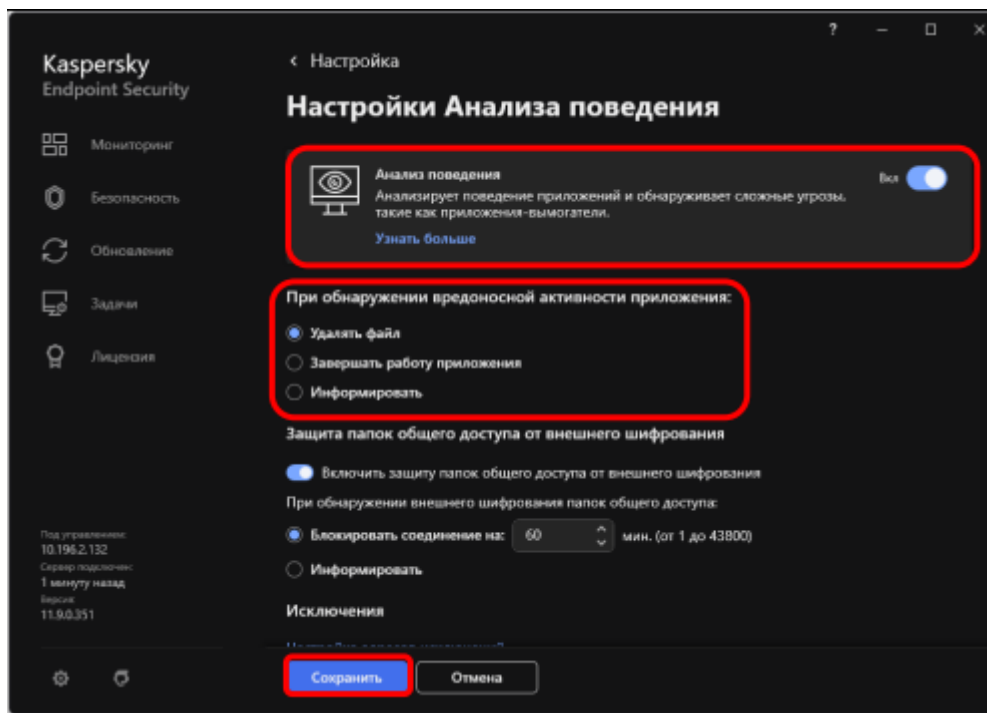 ?
Kaspersky
Endpoint Security
Мониторинг
Безопасность
Обновление
Задачи
Лицензия
Под управлением:
10.196.2.132
Сервер подключен:
1 минуту назад
Версия:
11.9.0.351
Настройка
Настройки Анализа поведения
Анализ поведения
Вкл
Анализирует поведение приложений и обнаруживает сложные угрозы,
такие как приложения-вымогатели.
Узнать больше
При обнаружении вредоносной активности приложения:
Удалять файл
Завершать работу приложения
Информировать
Защита папок общего доступа от внешнего шифрования
Включить защиту папок общего доступа от внешнего шифрования
При обнаружении внешнего шифрования папок общего доступа:
Блокировать соединение на: 60 мин. (от 1 до 43800)
Информировать
Исключения
Сохранить
Отмена